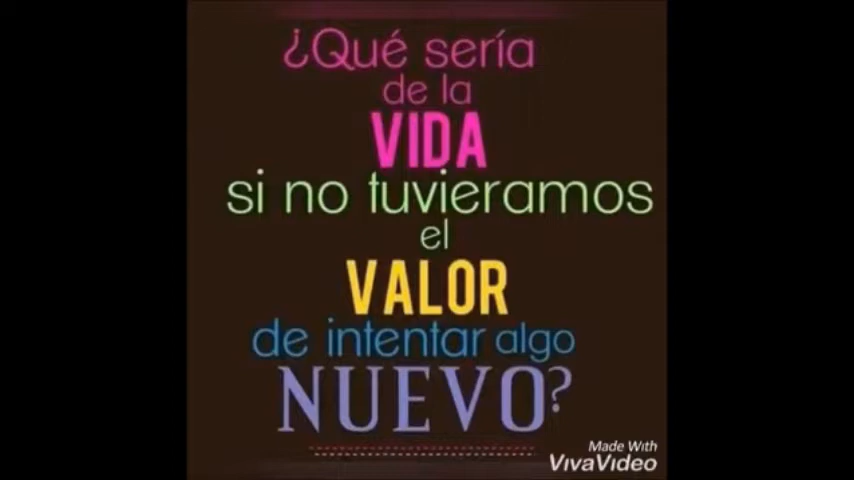 ¿Qué sería
de la
VIDA
si no tuvieramos
el
VALOR
de intentar algo
NUEVO?
Made With
VivaVideo